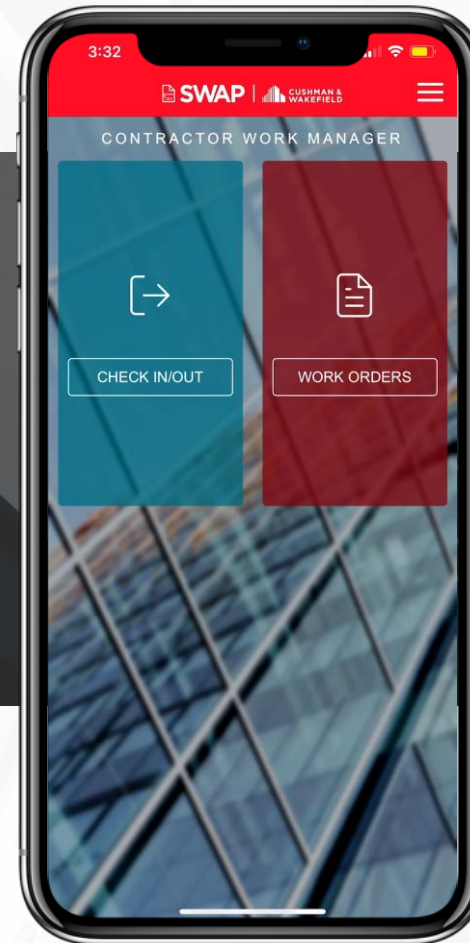 3:32
SWAP | CUSHMAN & WAKEFIELD
CONTRACTOR WORK MANAGER
CHECK IN/OUT
WORK ORDERS